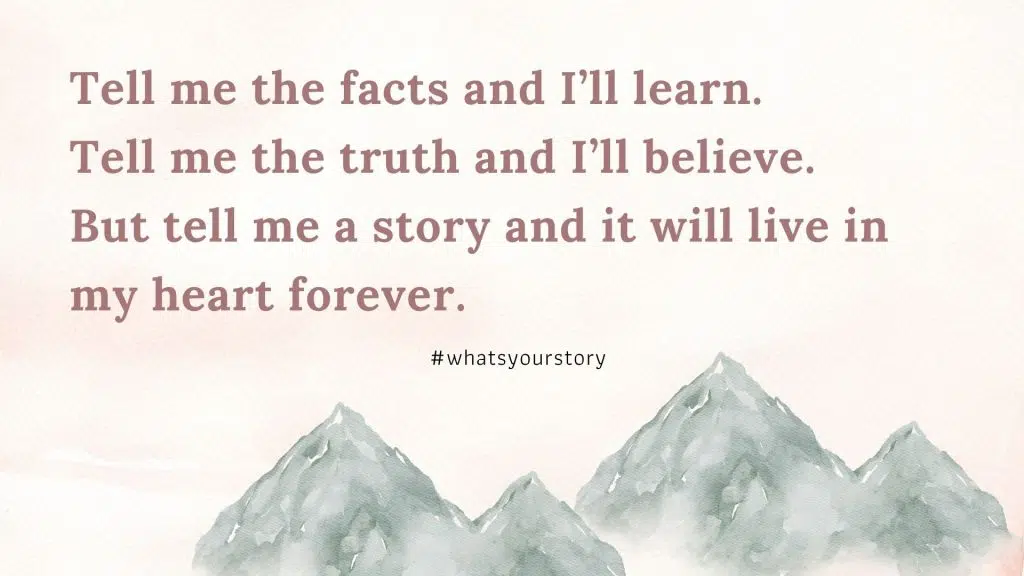 Tell me the facts and I’ll learn.
Tell me the truth and I’ll believe.
But tell me a story and it will live in
my heart forever.
#whatsyourstory